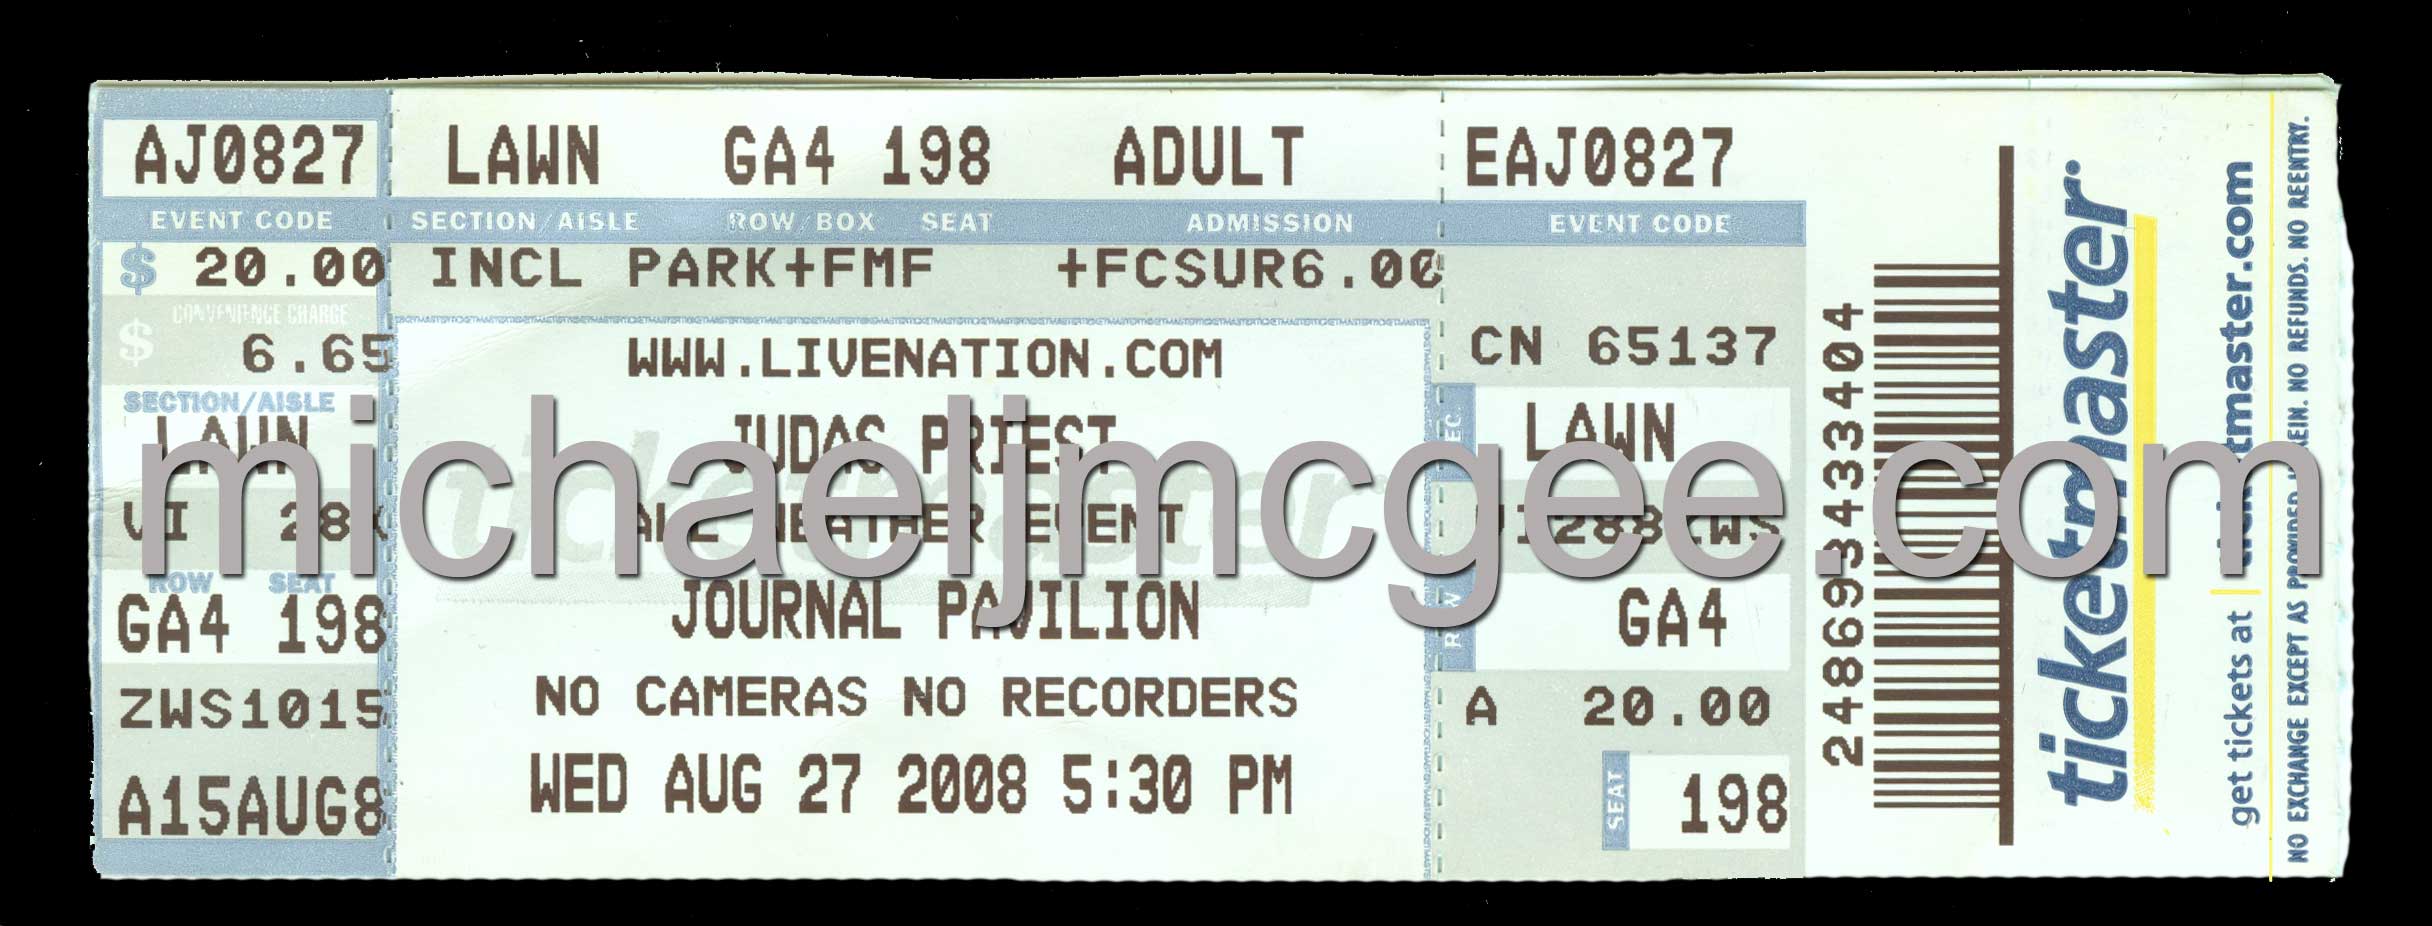 AJ0827 LAWN GA4 198 ADULT EAJ0827
EVENT CODE SECTION/AISLE ROW/BOX SEAT ADMISSION EVENT CODE
$ 20.00 INCL PARK+FMF +FCSUR6.00
CONVENIENCE CHARGE
$ 6.65
SECTION/AISLE
LAWN
VI 28X
ROW SEAT
GA4 198
ZWS1015
A15AUG8
WWW.LIVENATION.COM
JUDAS PRIEST
ALL WEATHER EVENT
JOURNAL PAVILION
NO CAMERAS NO RECORDERS
WED AUG 27 2008 5:30 PM
CN 65137
LAWN
GA4
A 20.00
SEAT 198
248693433404
ticketmaster
get tickets at ticketmaster.com
NO EXCHANGE EXCEPT AS PROVIDED HEREIN. NO REFUNDS. NO REENTRY.
michaeljmcgee.com